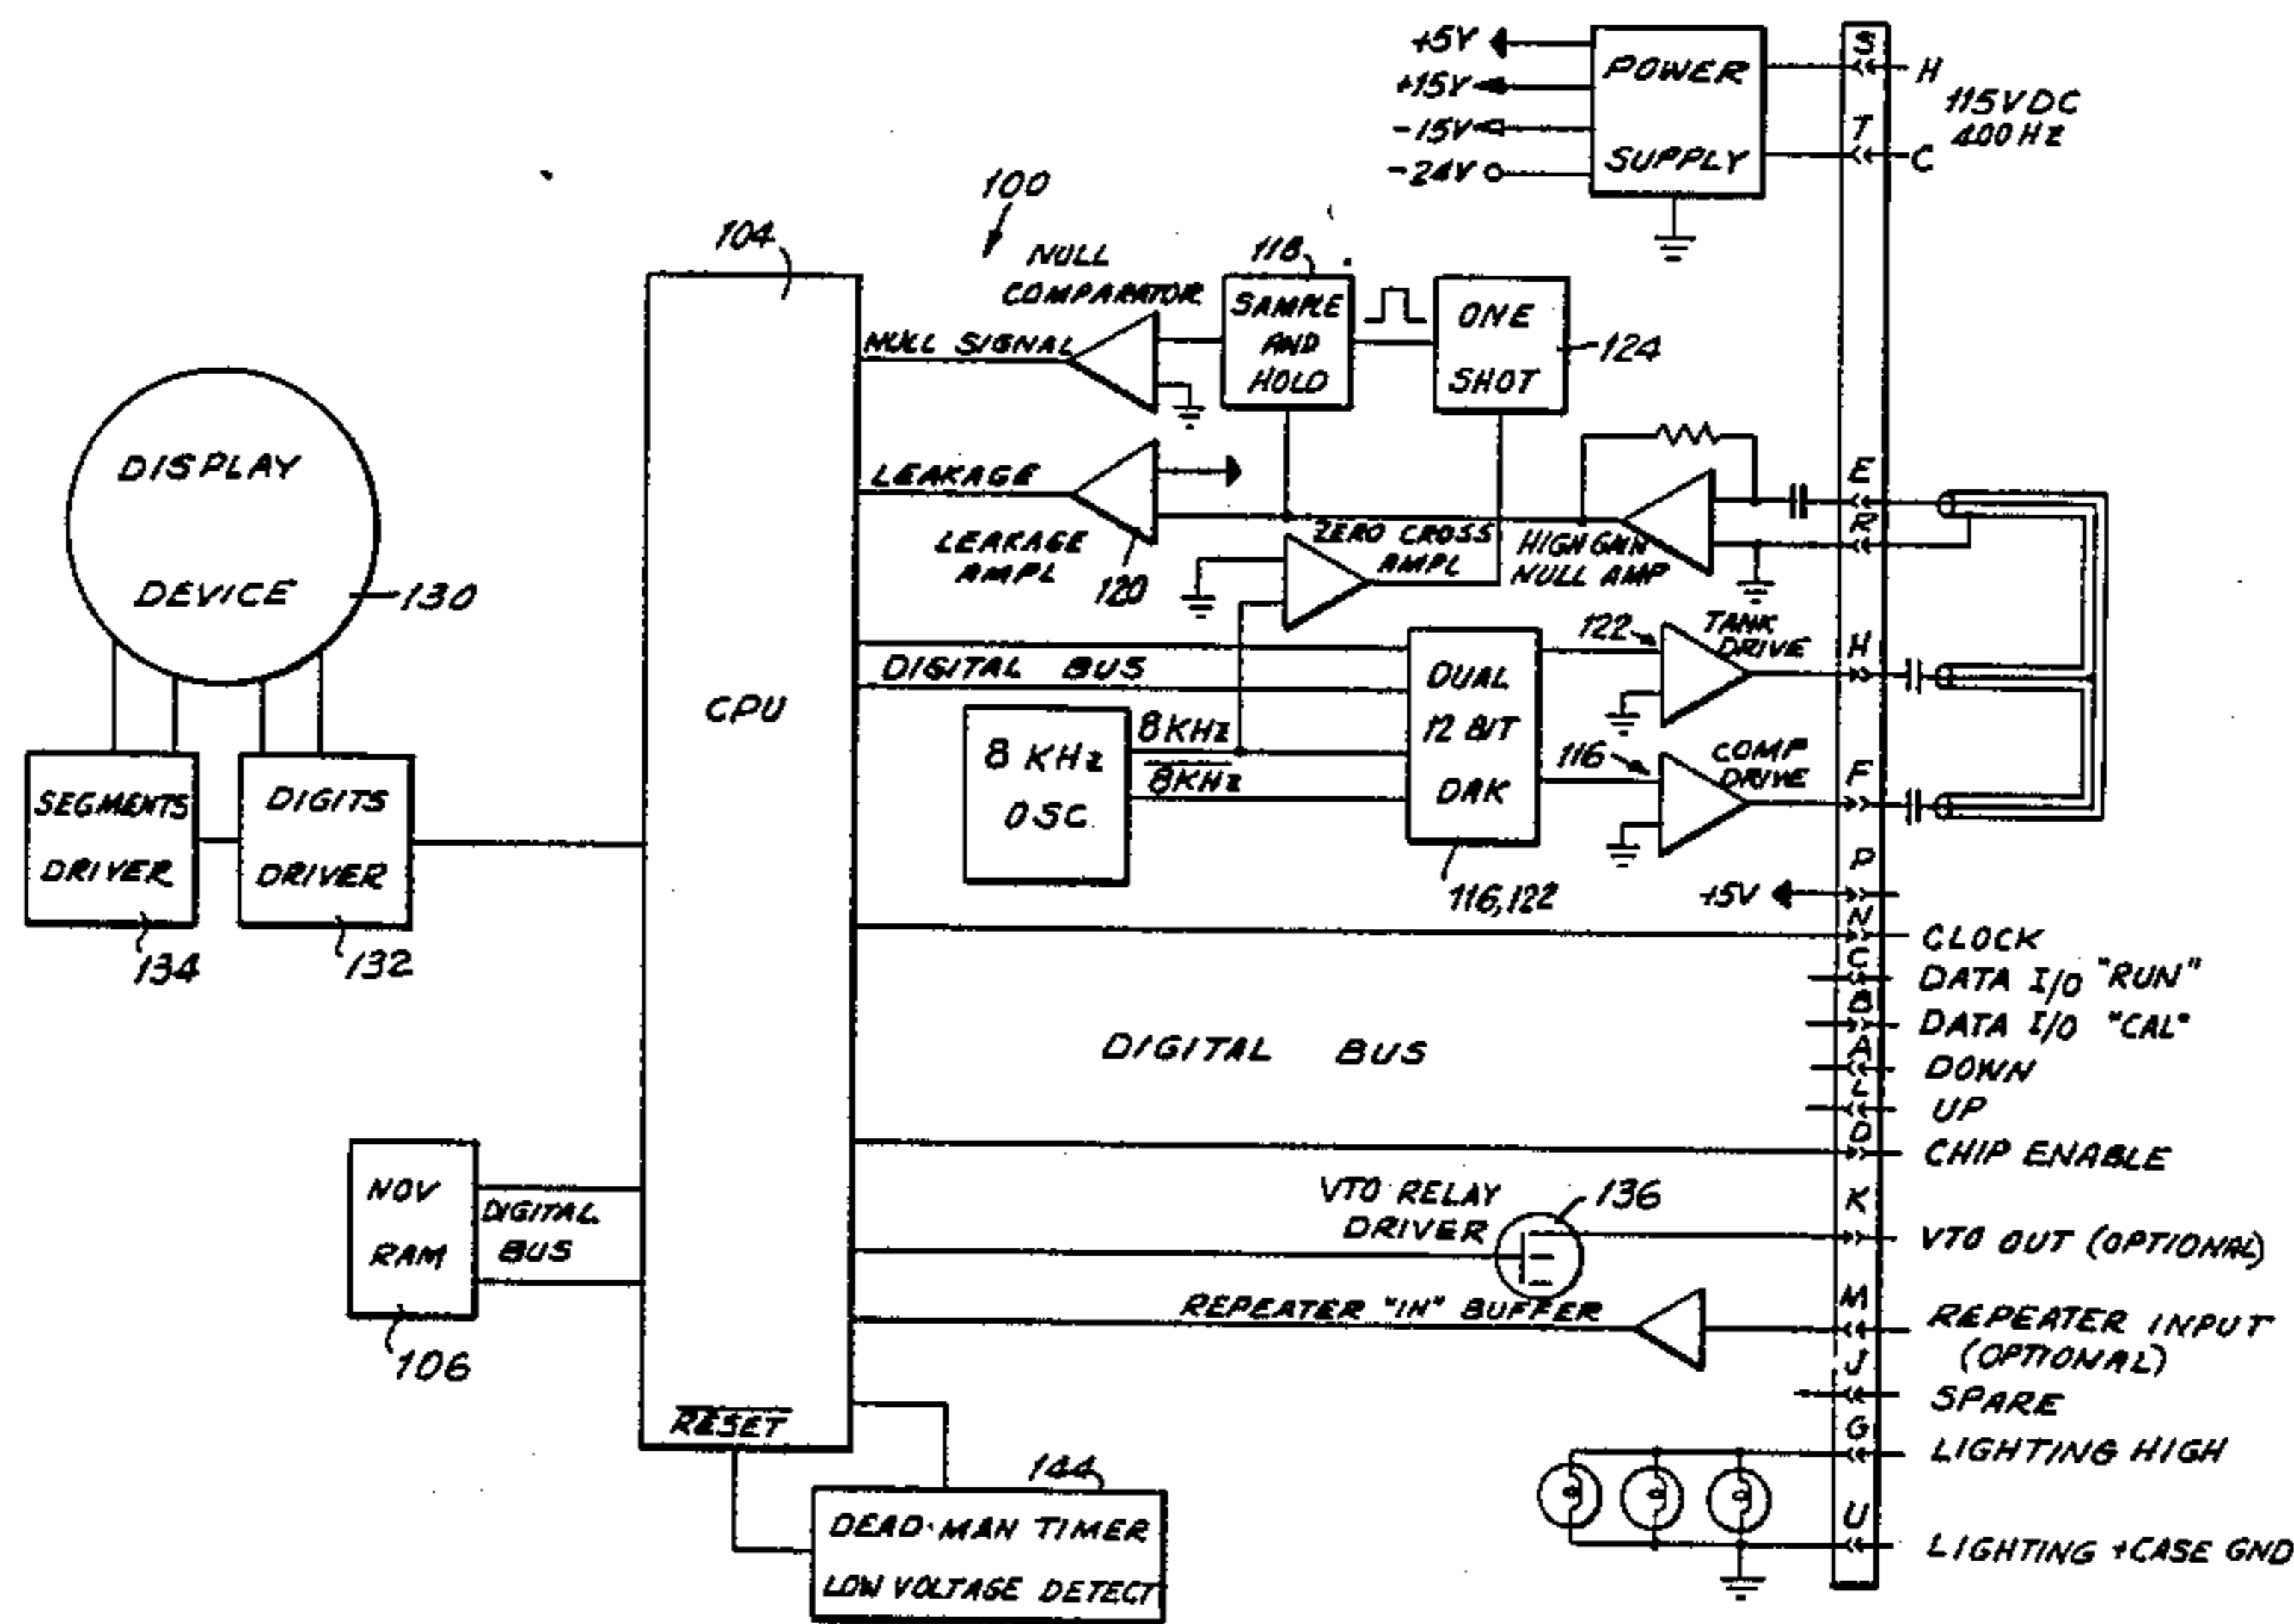 +5V
+15V
-15V
-24V
POWER
SUPPLY
S
H
T
C
115VDC
400HZ
100
104
NULL
COMPARATOR
118
SAMPLE
AND
HOLD
ONE
SHOT
124
NULL SIGNAL
LEAKAGE
LEAKAGE
AMPL
120
ZERO CROSS
AMPL
HIGH GAIN
NULL AMP
E
R
DISPLAY
DEVICE
130
CPU
DIGITAL BUS
DUAL
12 BIT
DAK
116,122
122
TANK
DRIVE
H
116
COMP
DRIVE
F
8 KHz
OSC
8KHz
8KHz
SEGMENTS
DRIVER
134
DIGITS
DRIVER
132
P
+5V
N
CLOCK
C
DATA I/O "RUN"
B
DATA I/O "CAL"
A
DOWN
L
UP
D
CHIP ENABLE
DIGITAL BUS
NOV
RAM
106
DIGITAL
BUS
VTO RELAY
DRIVER
136
K
VTO OUT (OPTIONAL)
REPEATER "IN" BUFFER
M
REPEATER INPUT
(OPTIONAL)
J
SPARE
G
LIGHTING HIGH
U
LIGHTING +CASE GND
RESET
144
DEAD-MAN TIMER
LOW VOLTAGE DETECT